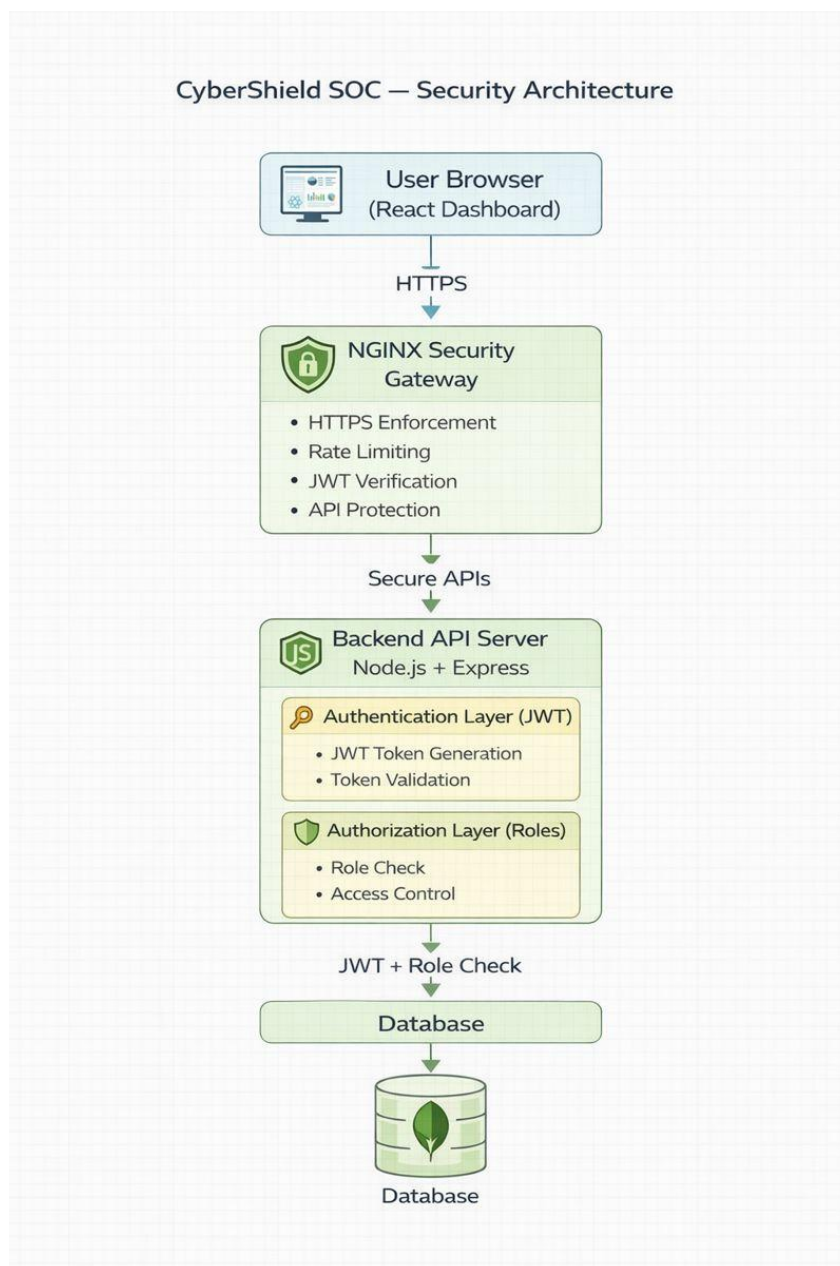 CyberShield SOC — Security Architecture
User Browser
(React Dashboard)
HTTPS
NGINX Security
Gateway
• HTTPS Enforcement
• Rate Limiting
• JWT Verification
• API Protection
Secure APIs
JS
Backend API Server
Node.js + Express
Authentication Layer (JWT)
• JWT Token Generation
• Token Validation
Authorization Layer (Roles)
• Role Check
• Access Control
JWT + Role Check
Database
Database